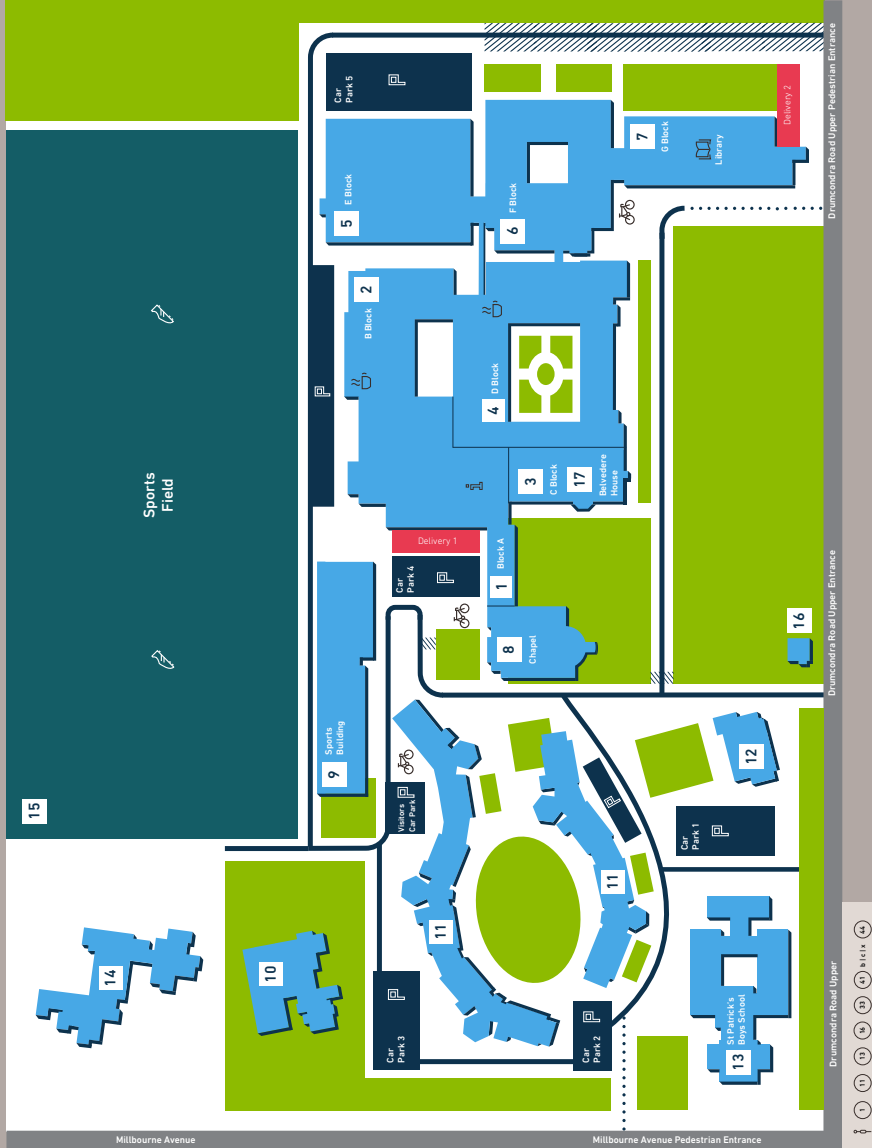 Car
Park 5
P
Delivery 2
Drumcondra Road Upper Pedestrian Entrance
7
G Block
Library
5
E Block
6
F Block
2
B Block
P
4
D Block
3
C Block
17
Belvedere
House
i
Sports
Field
Delivery 1
Car
Park 4
P
1
Block A
8
Chapel
16
Drumcondra Road Upper Entrance
9
Sports
Building
15
Visitors
Car Park
P
P
12
Car
Park 1
P
11
11
14
10
Car
Park 3
P
Car
Park 2
P
13
St Patrick's
Boys School
Drumcondra Road Upper
1
11
13
16
33
41
b|c|x
44
Millbourne Avenue
Millbourne Avenue Pedestrian Entrance